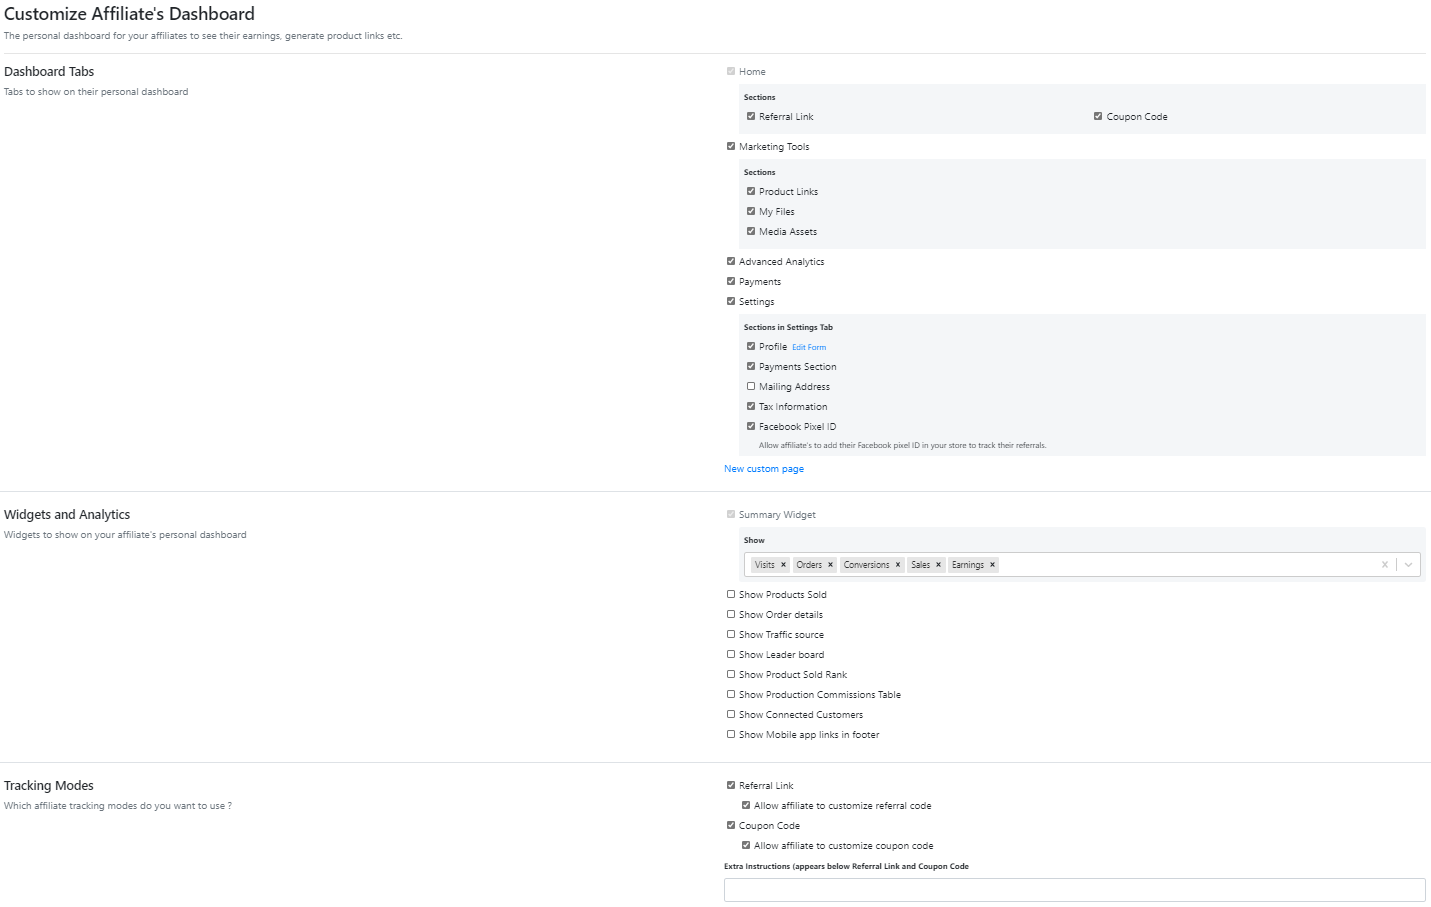 Customize Affiliate's Dashboard
The personal dashboard for your affiliates to see their earnings, generate product links etc.
Dashboard Tabs
Tabs to show on their personal dashboard
Home
Sections
Referral Link
Coupon Code
Marketing Tools
Sections
Product Links
My Files
Media Assets
Advanced Analytics
Payments
Settings
Sections in Settings Tab
Profile Edit Form
Payments Section
Mailing Address
Tax Information
Facebook Pixel ID
Allow affiliate's to add their Facebook pixel ID in your store to track their referrals.
New custom page
Widgets and Analytics
Widgets to show on your affiliate's personal dashboard
Summary Widget
Show
Visits × Orders × Conversions × Sales × Earnings ×
Show Products Sold
Show Order details
Show Traffic source
Show Leader board
Show Product Sold Rank
Show Production Commissions Table
Show Connected Customers
Show Mobile app links in footer
Tracking Modes
Which affiliate tracking modes do you want to use ?
Referral Link
Allow affiliate to customize referral code
Coupon Code
Allow affiliate to customize coupon code
Extra Instructions (appears below Referral Link and Coupon Code